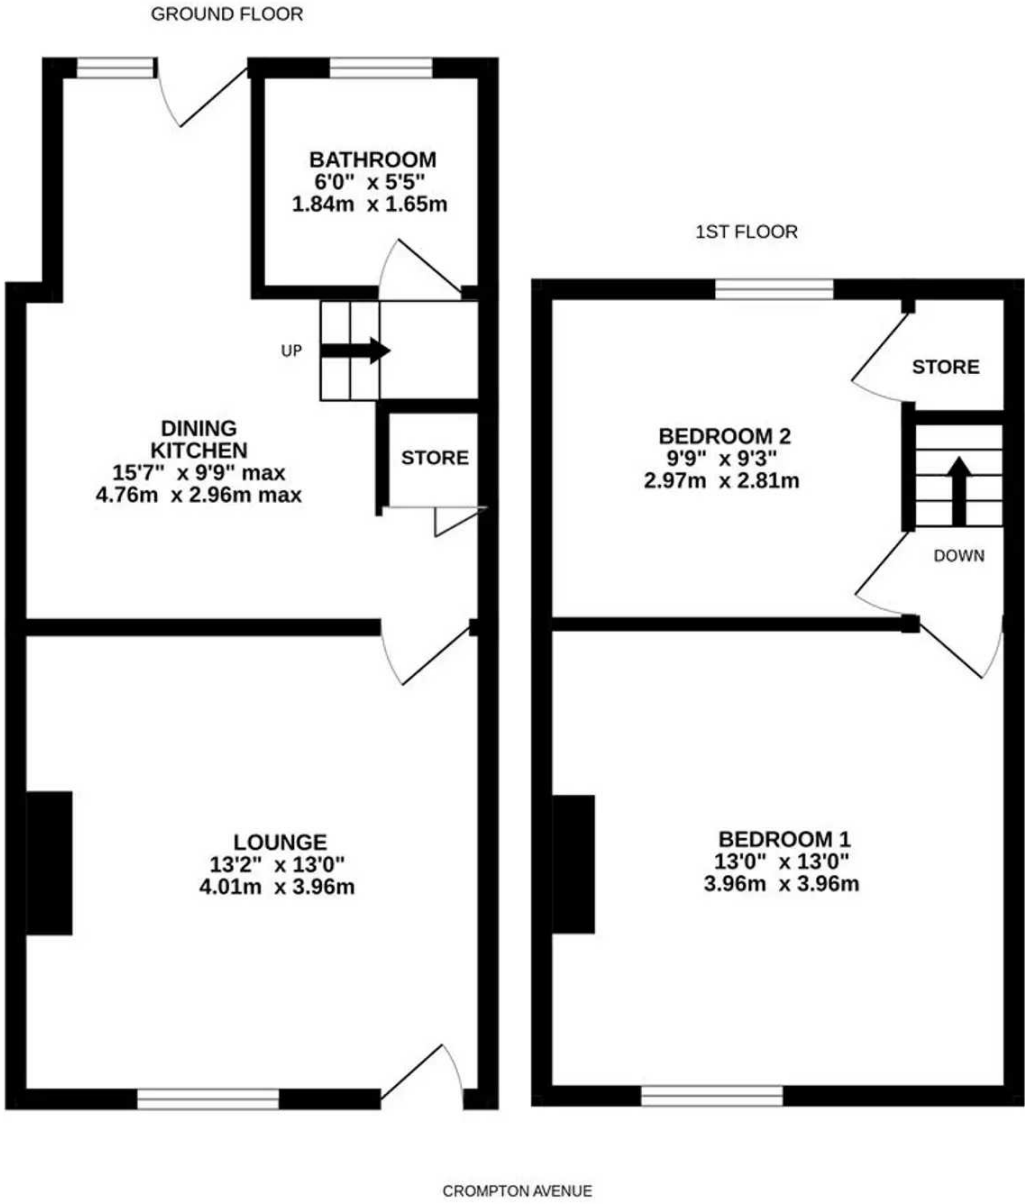 GROUND FLOOR
BATHROOM
6'0" x 5'5"
1.84m x 1.65m
UP
DINING
KITCHEN
15'7" x 9'9" max
4.76m x 2.96m max
STORE
LOUNGE
13'2" x 13'0"
4.01m x 3.96m
1ST FLOOR
STORE
BEDROOM 2
9'9" x 9'3"
2.97m x 2.81m
DOWN
BEDROOM 1
13'0" x 13'0"
3.96m x 3.96m
CROMPTON AVENUE